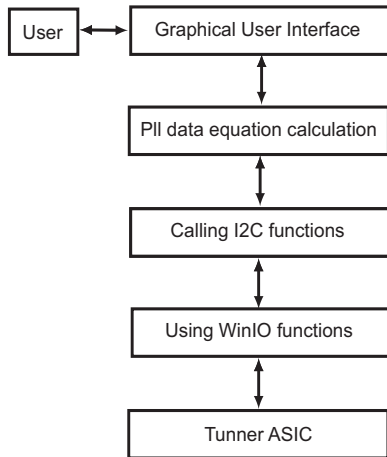 User
Graphical User Interface
Pll data equation calculation
Calling I2C functions
Using WinIO functions
Tunner ASIC